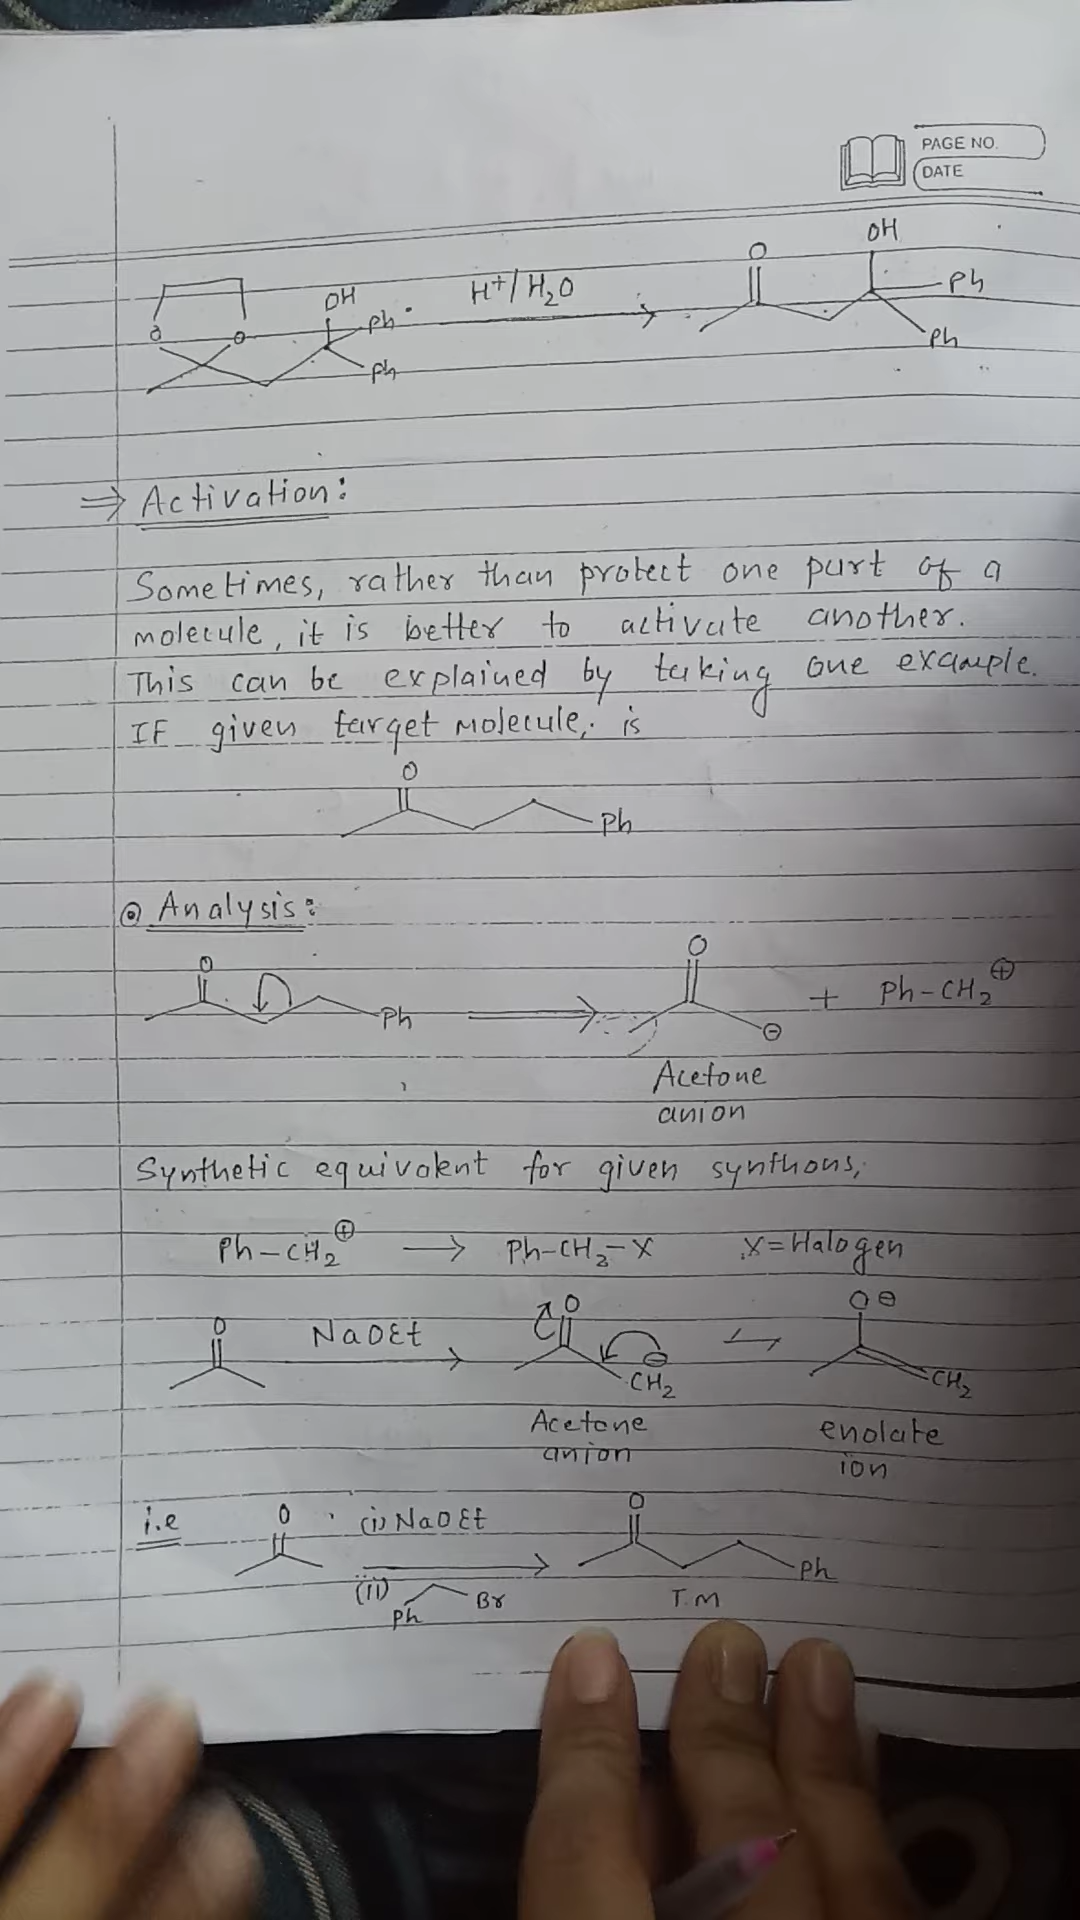 PAGE NO.
DATE
O O OH Ph Ph H+/H2O O OH Ph Ph
⇒ Activation:
Sometimes, rather than protect one part of a
molecule, it is better to activate another.
This can be explained by taking one example.
IF given target molecule, is
O
Ph
⊙ Analysis:
O Ph O ⊖ + Ph-CH2⊕
Acetone
anion
Synthetic equivalent for given synthons,
Ph-CH2⊕ → Ph-CH2-X X=Halogen
O NaOEt O ⊖ CH2 ⇌ O⊖ CH2
Acetone enolate
anion ion
i.e O (i) NaOEt O Ph
(ii) Ph Br T.M